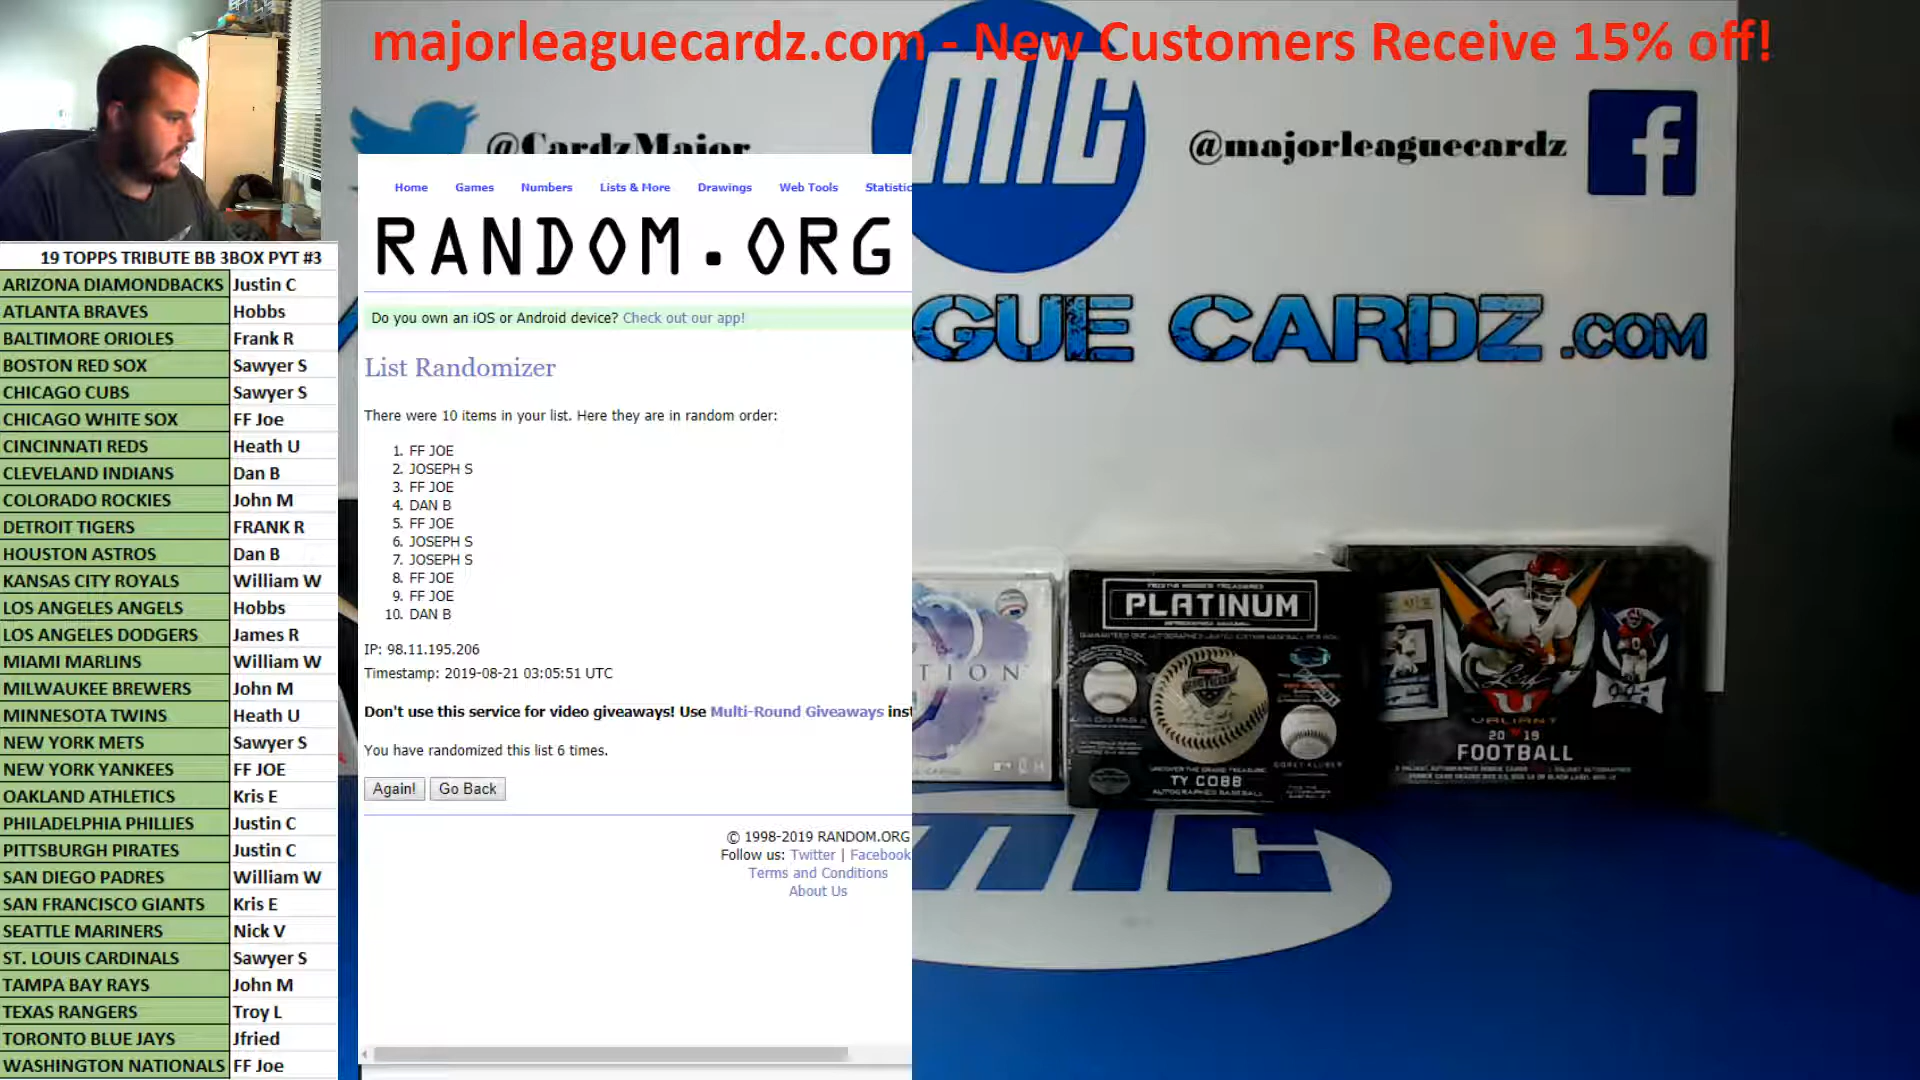 majorleaguecardz.com - New Customers Receive 15% off!
@CardzMajor
MLC
@majorleaguecardz
f
GUE CARDZ.COM
19 TOPPS TRIBUTE BB 3BOX PYT #3
ARIZONA DIAMONDBACKS Justin C
ATLANTA BRAVES Hobbs
BALTIMORE ORIOLES Frank R
BOSTON RED SOX Sawyer S
CHICAGO CUBS Sawyer S
CHICAGO WHITE SOX FF Joe
CINCINNATI REDS Heath U
CLEVELAND INDIANS Dan B
COLORADO ROCKIES John M
DETROIT TIGERS FRANK R
HOUSTON ASTROS Dan B
KANSAS CITY ROYALS William W
LOS ANGELES ANGELS Hobbs
LOS ANGELES DODGERS James R
MIAMI MARLINS William W
MILWAUKEE BREWERS John M
MINNESOTA TWINS Heath U
NEW YORK METS Sawyer S
NEW YORK YANKEES FF JOE
OAKLAND ATHLETICS Kris E
PHILADELPHIA PHILLIES Justin C
PITTSBURGH PIRATES Justin C
SAN DIEGO PADRES William W
SAN FRANCISCO GIANTS Kris E
SEATTLE MARINERS Nick V
ST. LOUIS CARDINALS Sawyer S
TAMPA BAY RAYS John M
TEXAS RANGERS Troy L
TORONTO BLUE JAYS Jfried
WASHINGTON NATIONALS FF Joe
Home Games Numbers Lists & More Drawings Web Tools Statistic
RANDOM.ORG
Do you own an iOS or Android device? Check out our app!
List Randomizer
There were 10 items in your list. Here they are in random order:
1. FF JOE
2. JOSEPH S
3. FF JOE
4. DAN B
5. FF JOE
6. JOSEPH S
7. JOSEPH S
8. FF JOE
9. FF JOE
10. DAN B
IP: 98.11.195.206
Timestamp: 2019-08-21 03:05:51 UTC
Don't use this service for video giveaways! Use Multi-Round Giveaways inst
You have randomized this list 6 times.
Again! Go Back
© 1998-2019 RANDOM.ORG
Follow us: Twitter | Facebook
Terms and Conditions
About Us
TION
PLATINUM
TY COBB
AUTOGRAPHED BASEBALL
COREY KLUBER
Leaf
VALIANT
2019
FOOTBALL
MLC